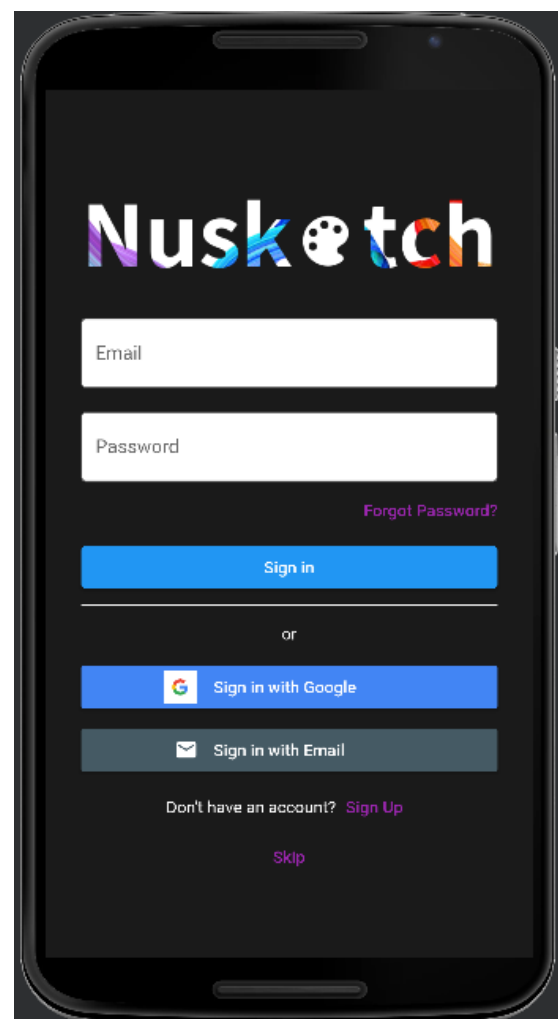 Nusketch
Email
Password
Forgot Password?
Sign in
or
G Sign in with Google
Sign in with Email
Don't have an account? Sign Up
Skip